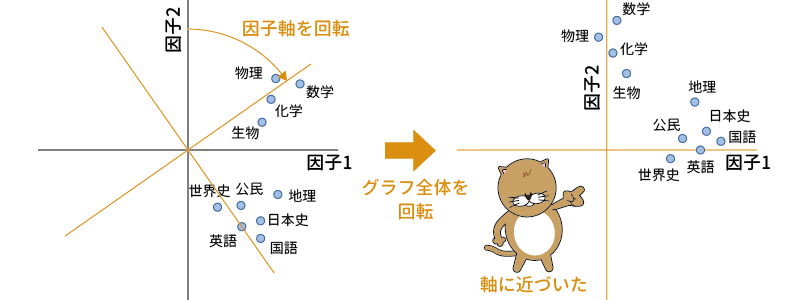 因子2
因子軸を回転
物理
数学
化学
生物
因子1
世界史
公民
地理
日本史
英語
国語
グラフ全体を
回転
数学
物理
化学
因子2
生物
地理
日本史
公民
国語
英語
世界史
因子1
軸に近づいた